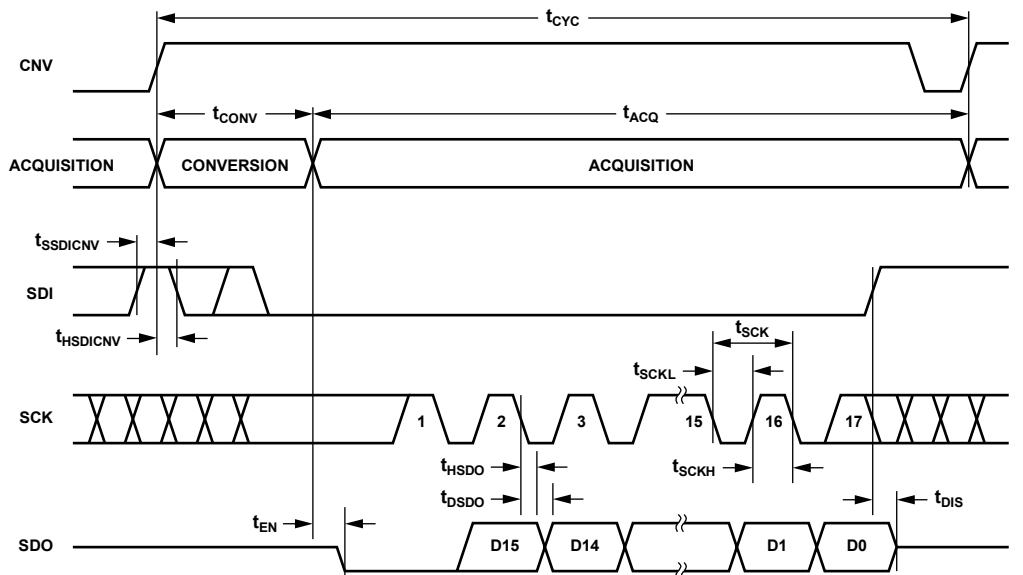 tCYC
CNV
tCONV
tACQ
ACQUISITION CONVERSION ACQUISITION
tSSDICNV
SDI
tHSDICNV
tSCK
tSCKL
SCK 1 2 3 15 16 17
tHSDO
tSCKH
tDSDO
tDIS
tEN
SDO D15 D14 D1 D0